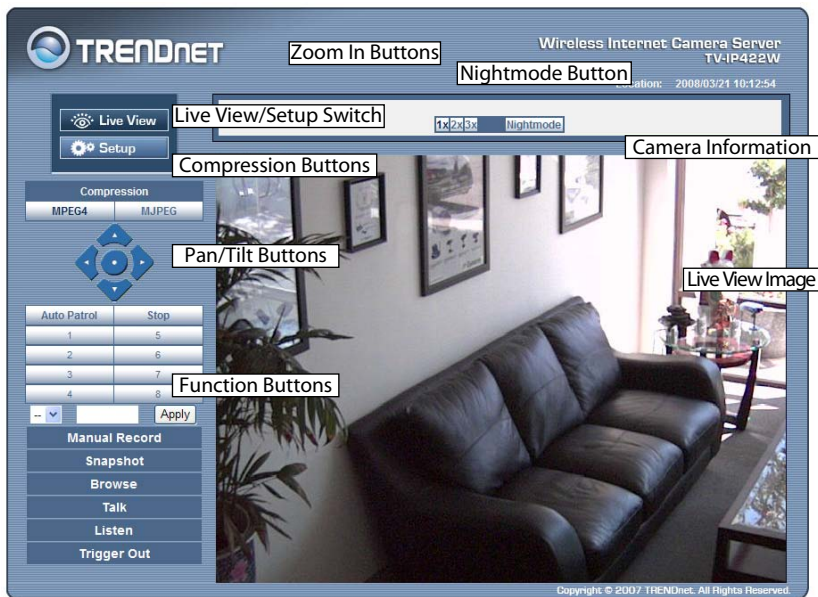 TRENDnet
Zoom In Buttons
Wireless Internet Camera Server
TV-IP422W
Nightmode Button
Location: 2008/03/21 10:12:54
Live View
Live View/Setup Switch
1x 2x 3x Nightmode
Setup
Camera Information
Compression Buttons
Compression
MPEG4 MJPEG
Pan/Tilt Buttons
Live View Image
Auto Patrol Stop
1 5
2 6
3 7
Function Buttons
4 8
-- Apply
Manual Record
Snapshot
Browse
Talk
Listen
Trigger Out
Copyright © 2007 TRENDnet. All Rights Reserved.